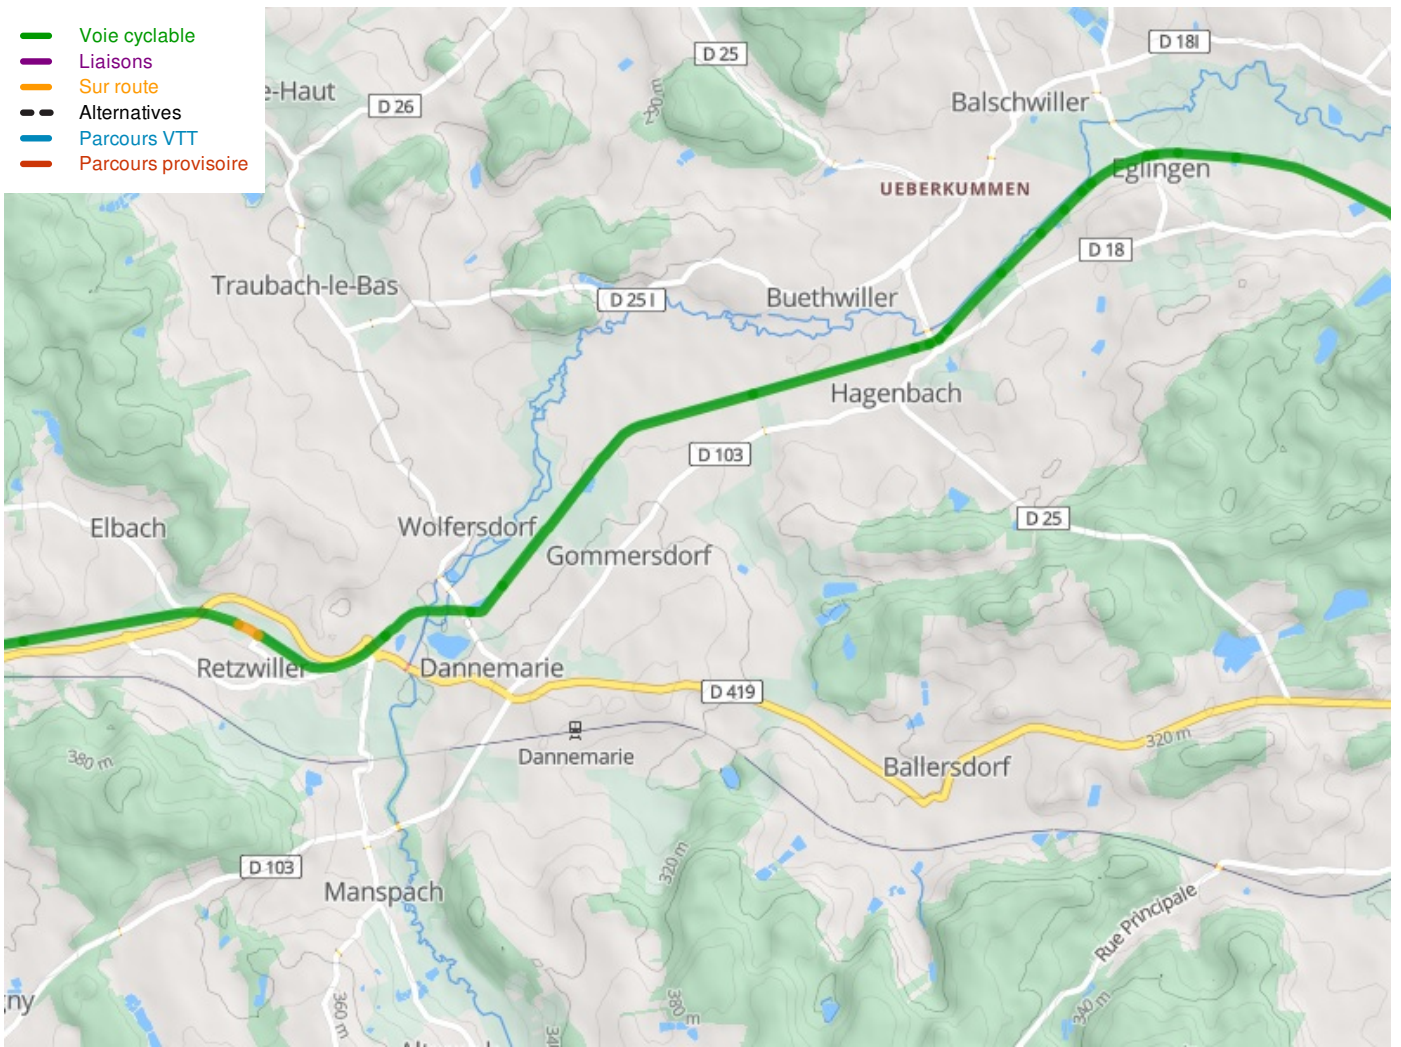 Voie cyclable
Liaisons
Sur route
Alternatives
Parcours VTT
Parcours provisoire
e-Haut
D 26
D 25
D 18I
Balschwiller
Eglingen
UEBERKUMMEN
D 18
Traubach-le-Bas
D 25 I
Buethwiller
Hagenbach
D 103
D 25
Elbach
Wolfersdorf
Gommersdorf
Retzwiller
Dannemarie
D 419
Dannemarie
Ballersdorf
320 m
380 m
D 103
Manspach
320 m
Rue Principale
gny
360 m
380 m
340 m